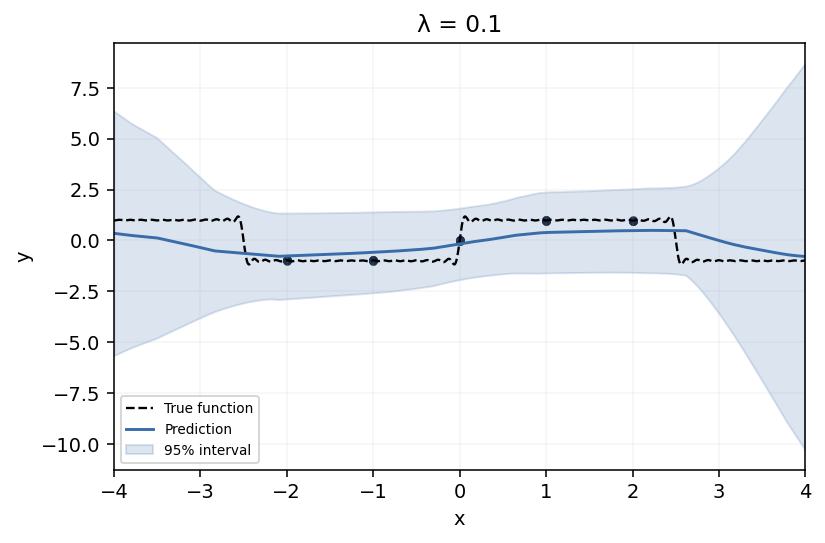 λ = 0.1
7.5
5.0
2.5
0.0
−2.5
−5.0
−7.5
−10.0
y
True function
Prediction
95% interval
−4 −3 −2 −1 0 1 2 3 4
x